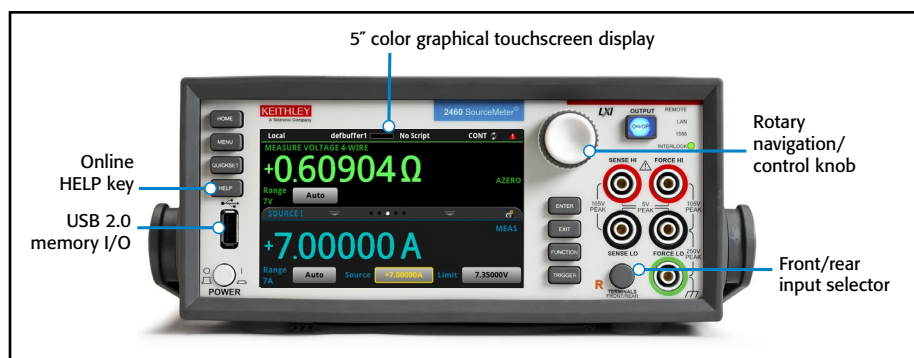 5″ color graphical touchscreen display
Online
HELP key
USB 2.0
memory I/O
Rotary
navigation/
control knob
Front/rear
input selector
KEITHLEY
A Tektronix Company
2460 SourceMeter®
HOME
MENU
QUICKSET
HELP
POWER
Local defbuffer1 No Script CONT
MEASURE VOLTAGE 4-WIRE
+0.60904 Ω
AZERO
Range
7V
Auto
SOURCE I
MEAS
+7.00000 A
Range
7A
Auto Source +7.00000A Limit 7.35000V
ENTER
EXIT
FUNCTION
TRIGGER
LXI
OUTPUT
ON/OFF
REMOTE
LAN
1588
INTERLOCK
SENSE HI FORCE HI
105V
PEAK
5V
PEAK
105V
PEAK
SENSE LO FORCE LO
250V
PEAK
R
TERMINALS
FRONT/REAR